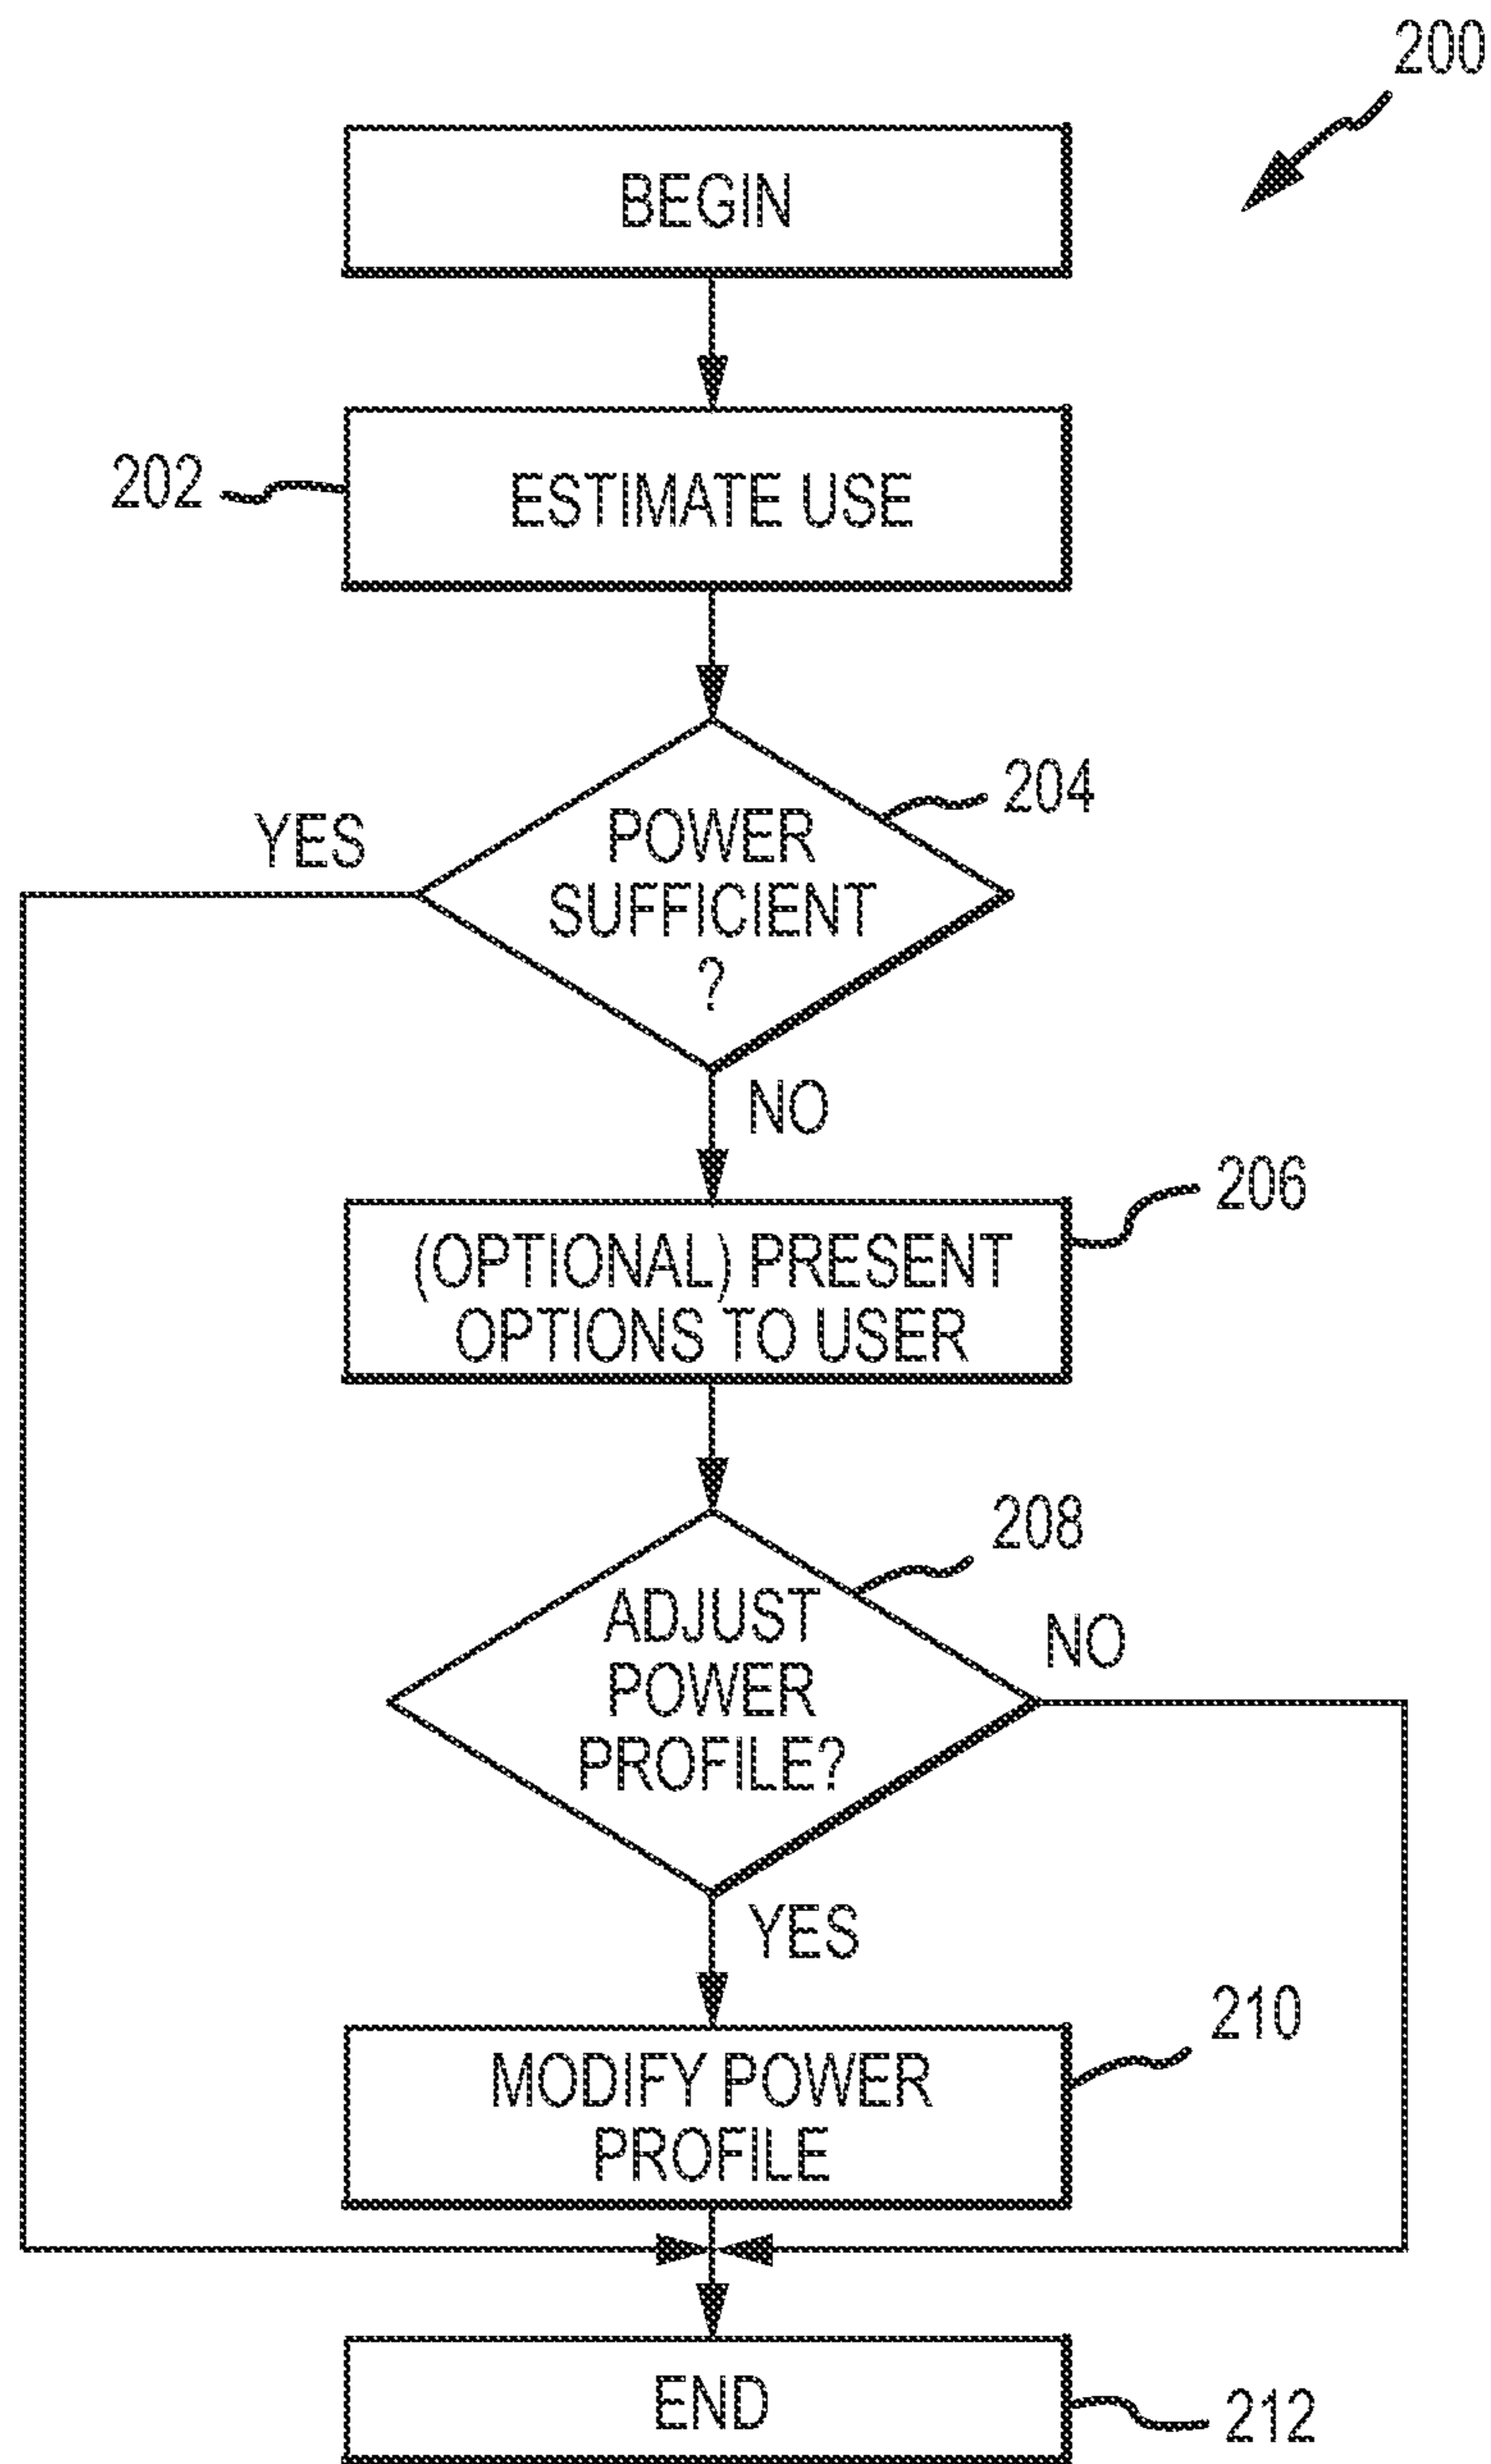 200
BEGIN
202
ESTIMATE USE
204
YES
POWER
SUFFICIENT
?
NO
206
(OPTIONAL) PRESENT
OPTIONS TO USER
208
ADJUST
POWER
PROFILE?
NO
YES
210
MODIFY POWER
PROFILE
END
212